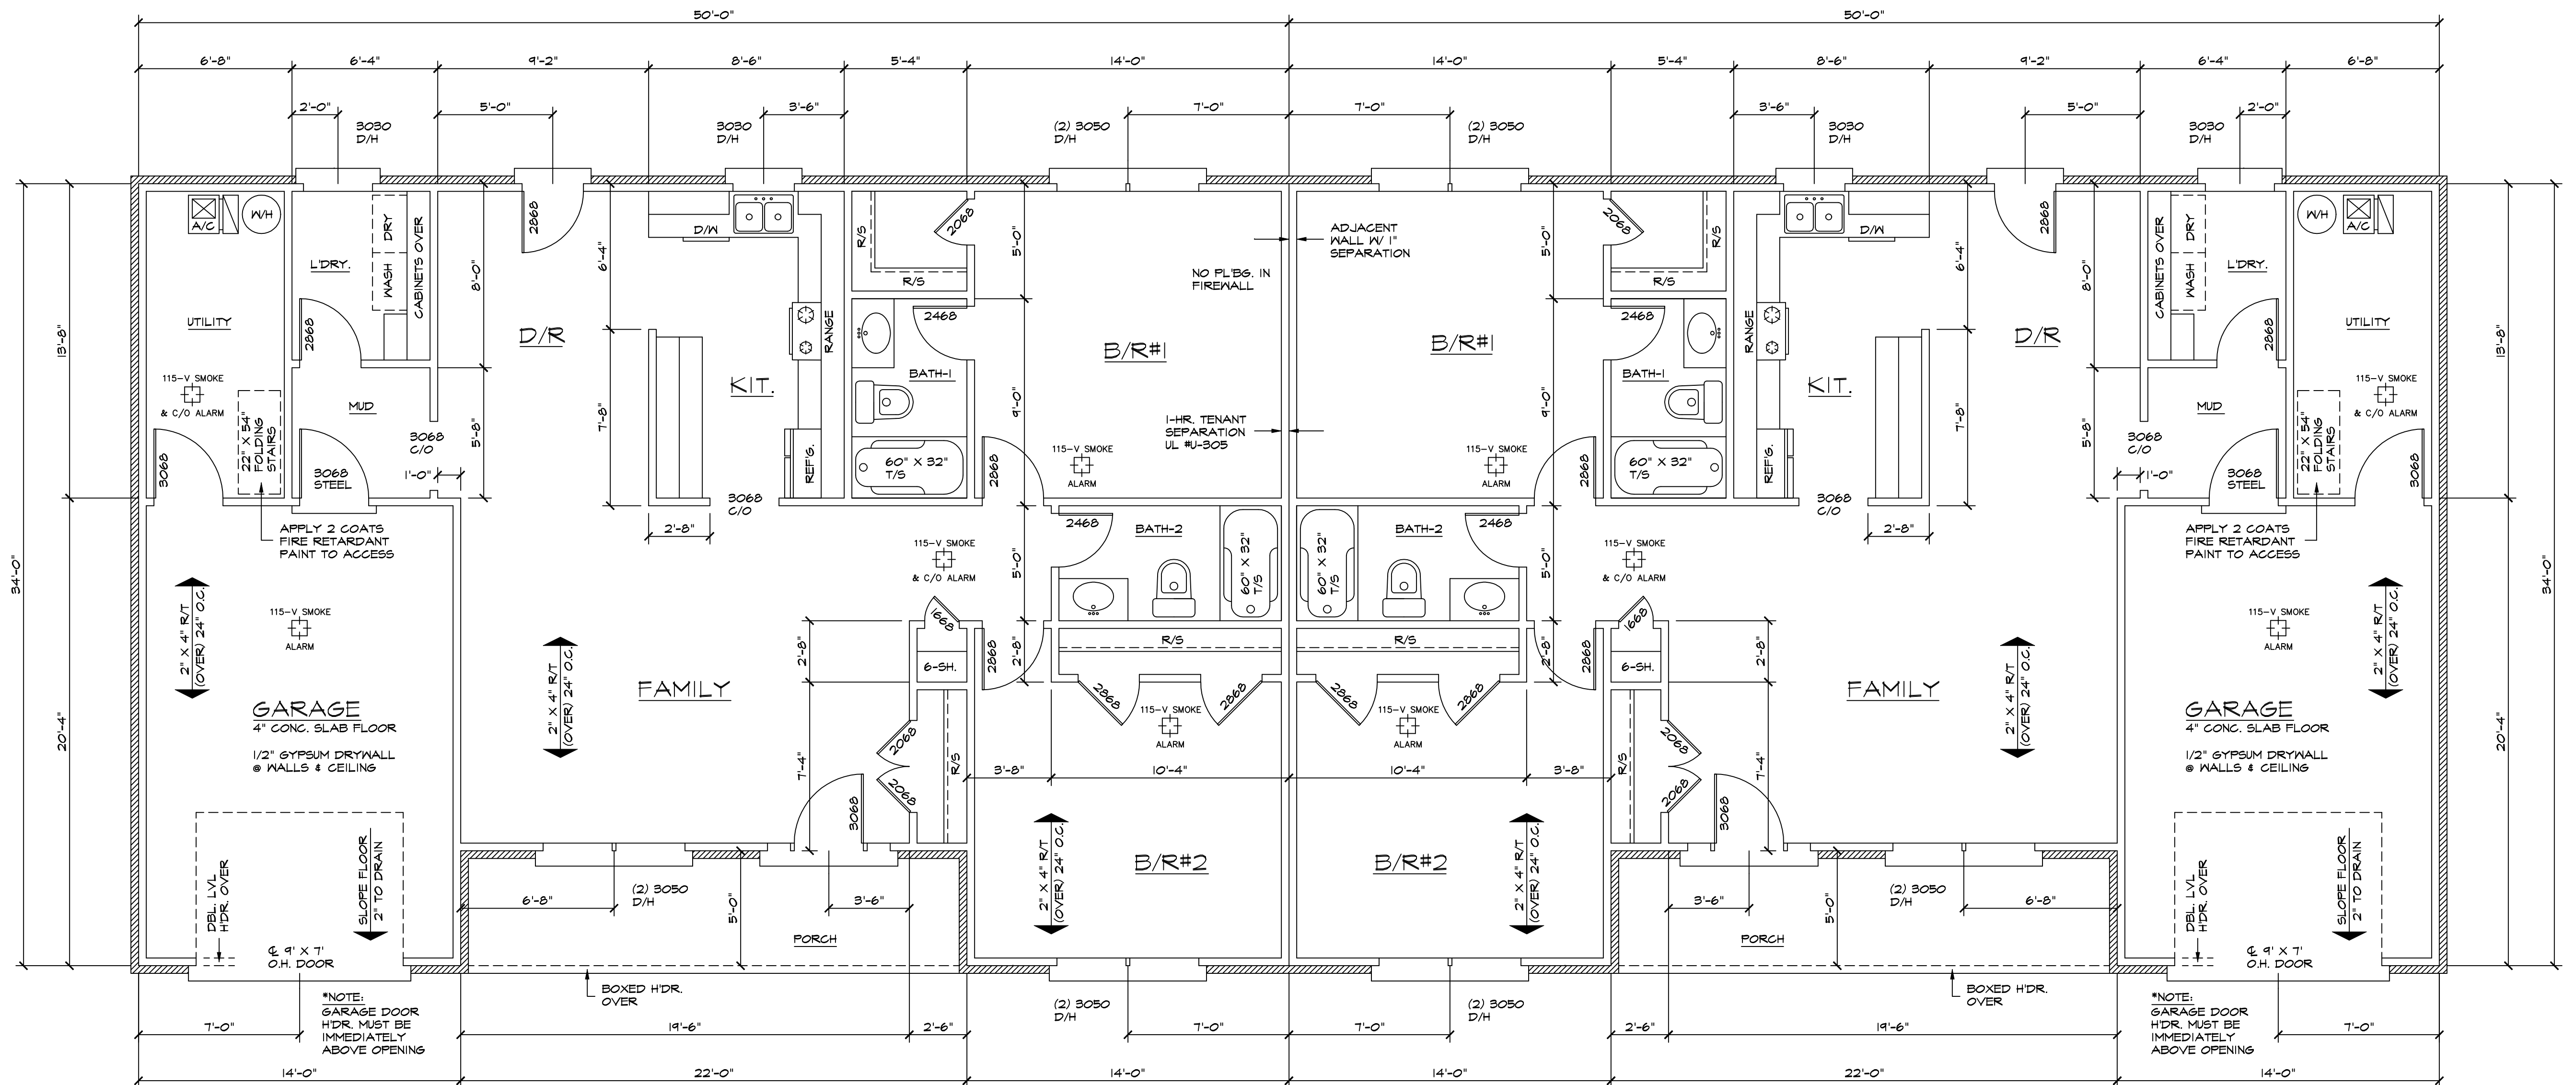 50'-0" 50'-0"
6'-8" 6'-4" 9'-2" 8'-6" 5'-4" 14'-0" 14'-0" 5'-4" 8'-6" 9'-2" 6'-4" 6'-8"
2'-0" 5'-0" 3'-6" 7'-0" 7'-0" 3'-6" 5'-0" 2'-0"
3030
D/H
3030
D/H
(2) 3050
D/H
(2) 3050
D/H
3030
D/H
3030
D/H
34'-0"
13'-8"
20'-4"
A/C
W/H
UTILITY
115-V SMOKE
& C/O ALARM
3068
22" X 54"
FOLDING
STAIRS
L'DRY.
WASH DRY
CABINETS OVER
2868
MUD
3068
STEEL
3068
C/O
1'-0"
8'-0"
5'-8"
2868
D/R
6'-4"
7'-8"
D/W
RANGE
KIT.
REF'G.
3068
C/O
2'-8"
R/S
R/S
2068
2468
BATH-1
60" X 32"
T/S
5'-0"
9'-0"
B/R#1
115-V SMOKE
ALARM
2868
NO PL'BG. IN
FIREWALL
ADJACENT
WALL W/ 1"
SEPARATION
1-HR. TENANT
SEPARATION
UL #U-305
B/R#1
115-V SMOKE
ALARM
2868
5'-0"
9'-0"
2068
R/S
R/S
2468
BATH-1
60" X 32"
T/S
RANGE
REF'G.
D/W
KIT.
3068
C/O
2'-8"
6'-4"
7'-8"
2868
D/R
8'-0"
5'-8"
3068
C/O
1'-0"
CABINETS OVER
WASH DRY
L'DRY.
2868
MUD
3068
STEEL
W/H
A/C
UTILITY
115-V SMOKE
& C/O ALARM
22" X 54"
FOLDING
STAIRS
3068
13'-8"
20'-4"
34'-0"
APPLY 2 COATS
FIRE RETARDANT
PAINT TO ACCESS
2" X 4" R/T
(OVER) 24" O.C.
115-V SMOKE
ALARM
GARAGE
4" CONC. SLAB FLOOR
1/2" GYPSUM DRYWALL
@ WALLS & CEILING
DBL. LVL
H'DR. OVER
SLOPE FLOOR
2" TO DRAIN
℄ 9' X 7'
O.H. DOOR
2" X 4" R/T
(OVER) 24" O.C.
FAMILY
115-V SMOKE
& C/O ALARM
1668
6-SH.
2'-8"
7'-4"
2068
2068
R/S
3068
2468
BATH-2
60" X 32"
T/S
5'-0"
2'-8"
2868
R/S
2868
2868
115-V SMOKE
ALARM
3'-8" 10'-4" 10'-4" 3'-8"
2" X 4" R/T
(OVER) 24" O.C.
B/R#2
60" X 32"
T/S
BATH-2
2468
5'-0"
2'-8"
2868
R/S
2868
2868
115-V SMOKE
ALARM
B/R#2
2" X 4" R/T
(OVER) 24" O.C.
115-V SMOKE
& C/O ALARM
1668
6-SH.
2'-8"
7'-4"
2068
2068
R/S
3068
FAMILY
2" X 4" R/T
(OVER) 24" O.C.
APPLY 2 COATS
FIRE RETARDANT
PAINT TO ACCESS
115-V SMOKE
ALARM
2" X 4" R/T
(OVER) 24" O.C.
GARAGE
4" CONC. SLAB FLOOR
1/2" GYPSUM DRYWALL
@ WALLS & CEILING
DBL. LVL
H'DR. OVER
SLOPE FLOOR
2" TO DRAIN
℄ 9' X 7'
O.H. DOOR
6'-8"
(2) 3050
D/H
5'-0"
3'-6"
PORCH
3'-6"
5'-0"
(2) 3050
D/H
6'-8"
PORCH
*NOTE:
GARAGE DOOR
H'DR. MUST BE
IMMEDIATELY
ABOVE OPENING
BOXED H'DR.
OVER
(2) 3050
D/H
(2) 3050
D/H
BOXED H'DR.
OVER
*NOTE:
GARAGE DOOR
H'DR. MUST BE
IMMEDIATELY
ABOVE OPENING
7'-0" 19'-6" 2'-6" 7'-0" 7'-0" 2'-6" 19'-6" 7'-0"
14'-0" 22'-0" 14'-0" 14'-0" 22'-0" 14'-0"